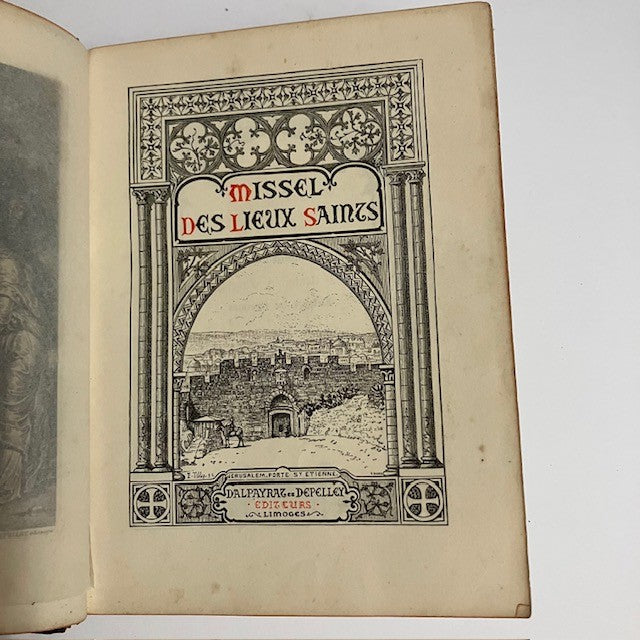 MISSEL
DES LIEUX SAINTS
JERUSALEM. PORTE ST ETIENNE
DALPAYRAT ET DEPELLEY
EDITEURS
LIMOGES